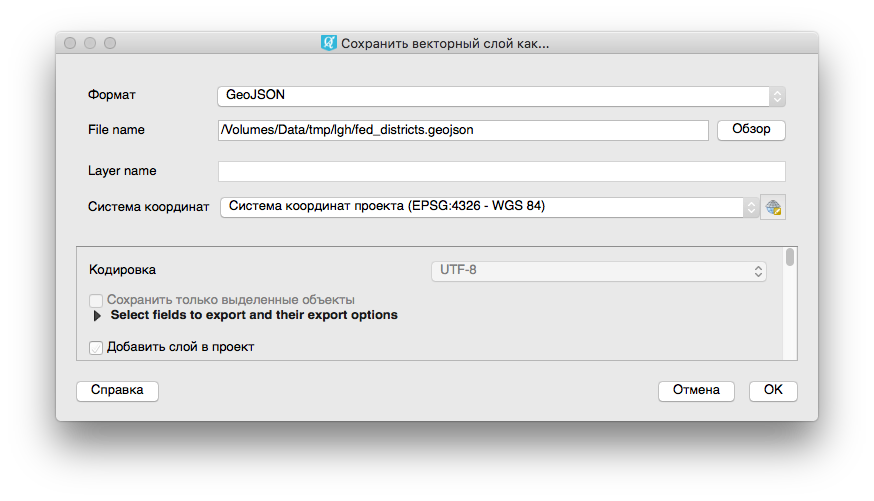 Сохранить векторный слой как...
Формат GeoJSON
File name /Volumes/Data/tmp/lgh/fed_districts.geojson Обзор
Layer name
Система координат Система координат проекта (EPSG:4326 - WGS 84)
Кодировка UTF-8
Сохранить только выделенные объекты
Select fields to export and their export options
Добавить слой в проект
Справка Отмена OK